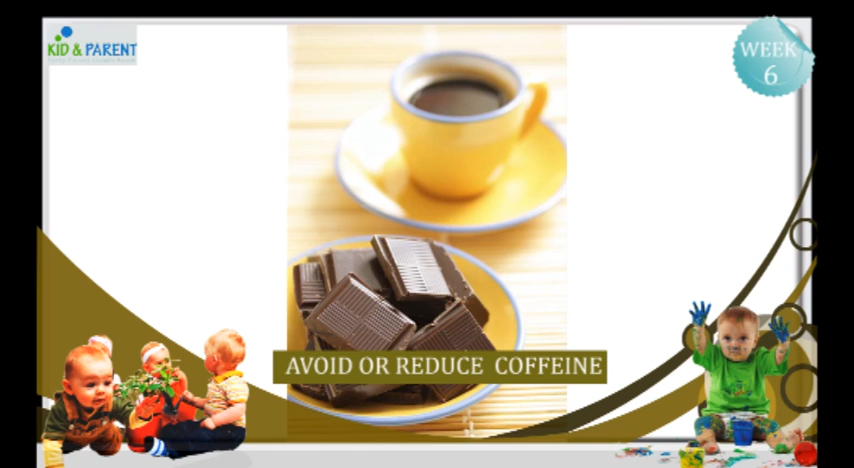 KID & PARENT
WEEK
6
AVOID OR REDUCE COFFEINE